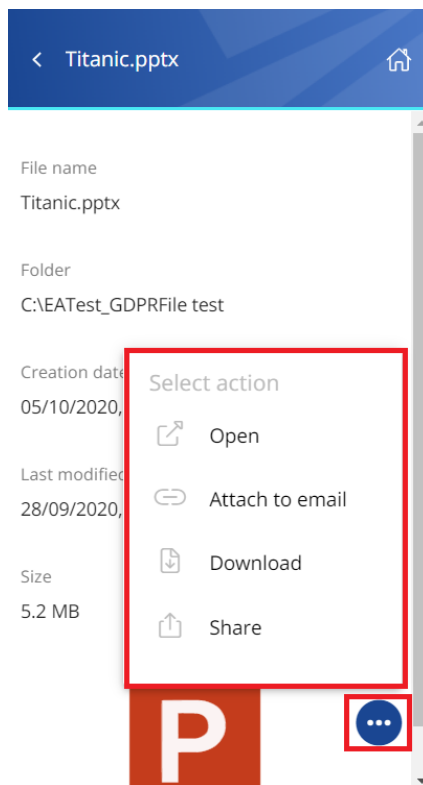 Titanic.pptx
File name
Titanic.pptx
Folder
C:\EATest_GDPRFile test
Creation date
05/10/2020,
Last modified
28/09/2020,
Size
5.2 MB
Select action
Open
Attach to email
Download
Share
P